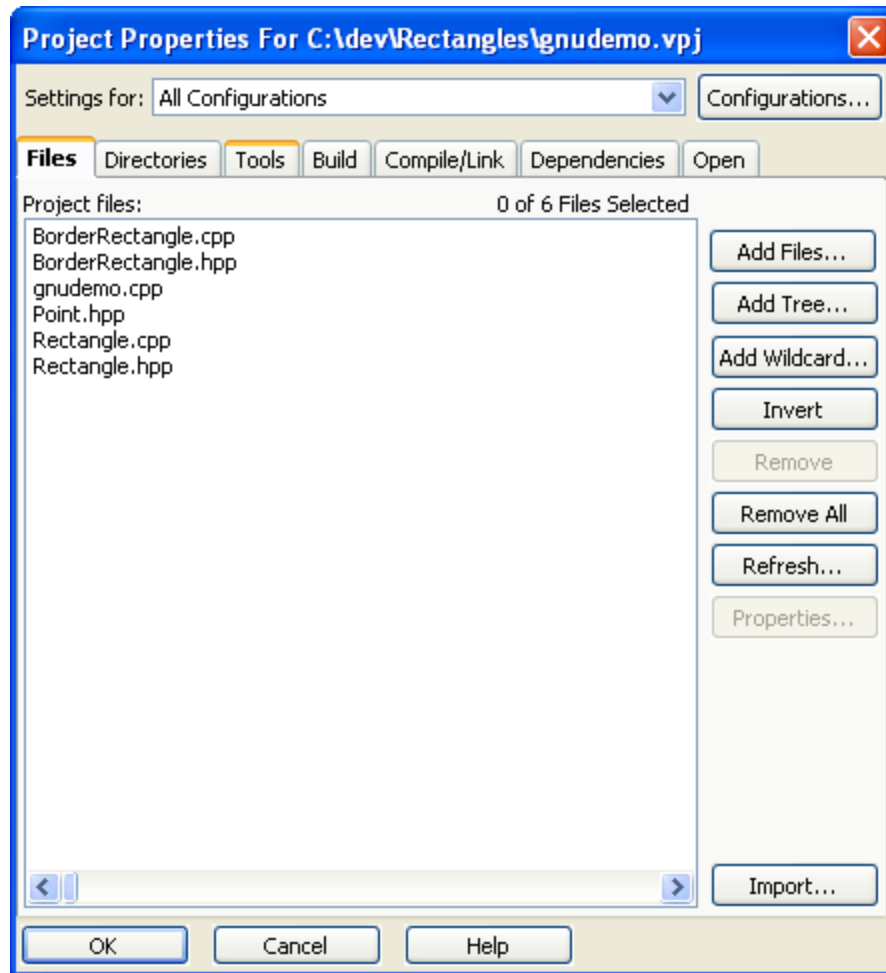 Project Properties For C:\dev\Rectangles\gnudemo.vpj
Settings for: All Configurations Configurations...
Files Directories Tools Build Compile/Link Dependencies Open
Project files: 0 of 6 Files Selected
BorderRectangle.cpp
BorderRectangle.hpp
gnudemo.cpp
Point.hpp
Rectangle.cpp
Rectangle.hpp
Add Files...
Add Tree...
Add Wildcard...
Invert
Remove
Remove All
Refresh...
Properties...
Import...
OK Cancel Help